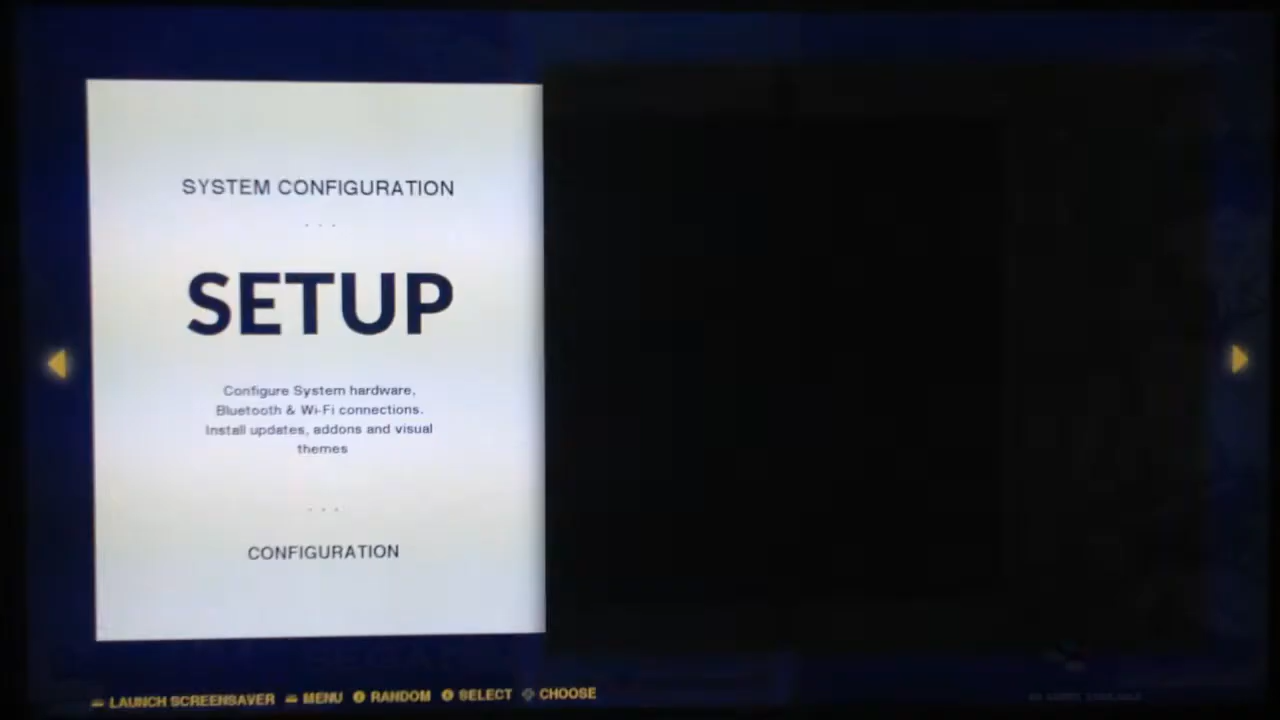 SYSTEM CONFIGURATION
. . .
SETUP
Configure System hardware,
Bluetooth & Wi-Fi connections.
Install updates, addons and visual
themes
. . .
CONFIGURATION
LAUNCH SCREENSAVER MENU RANDOM SELECT CHOOSE